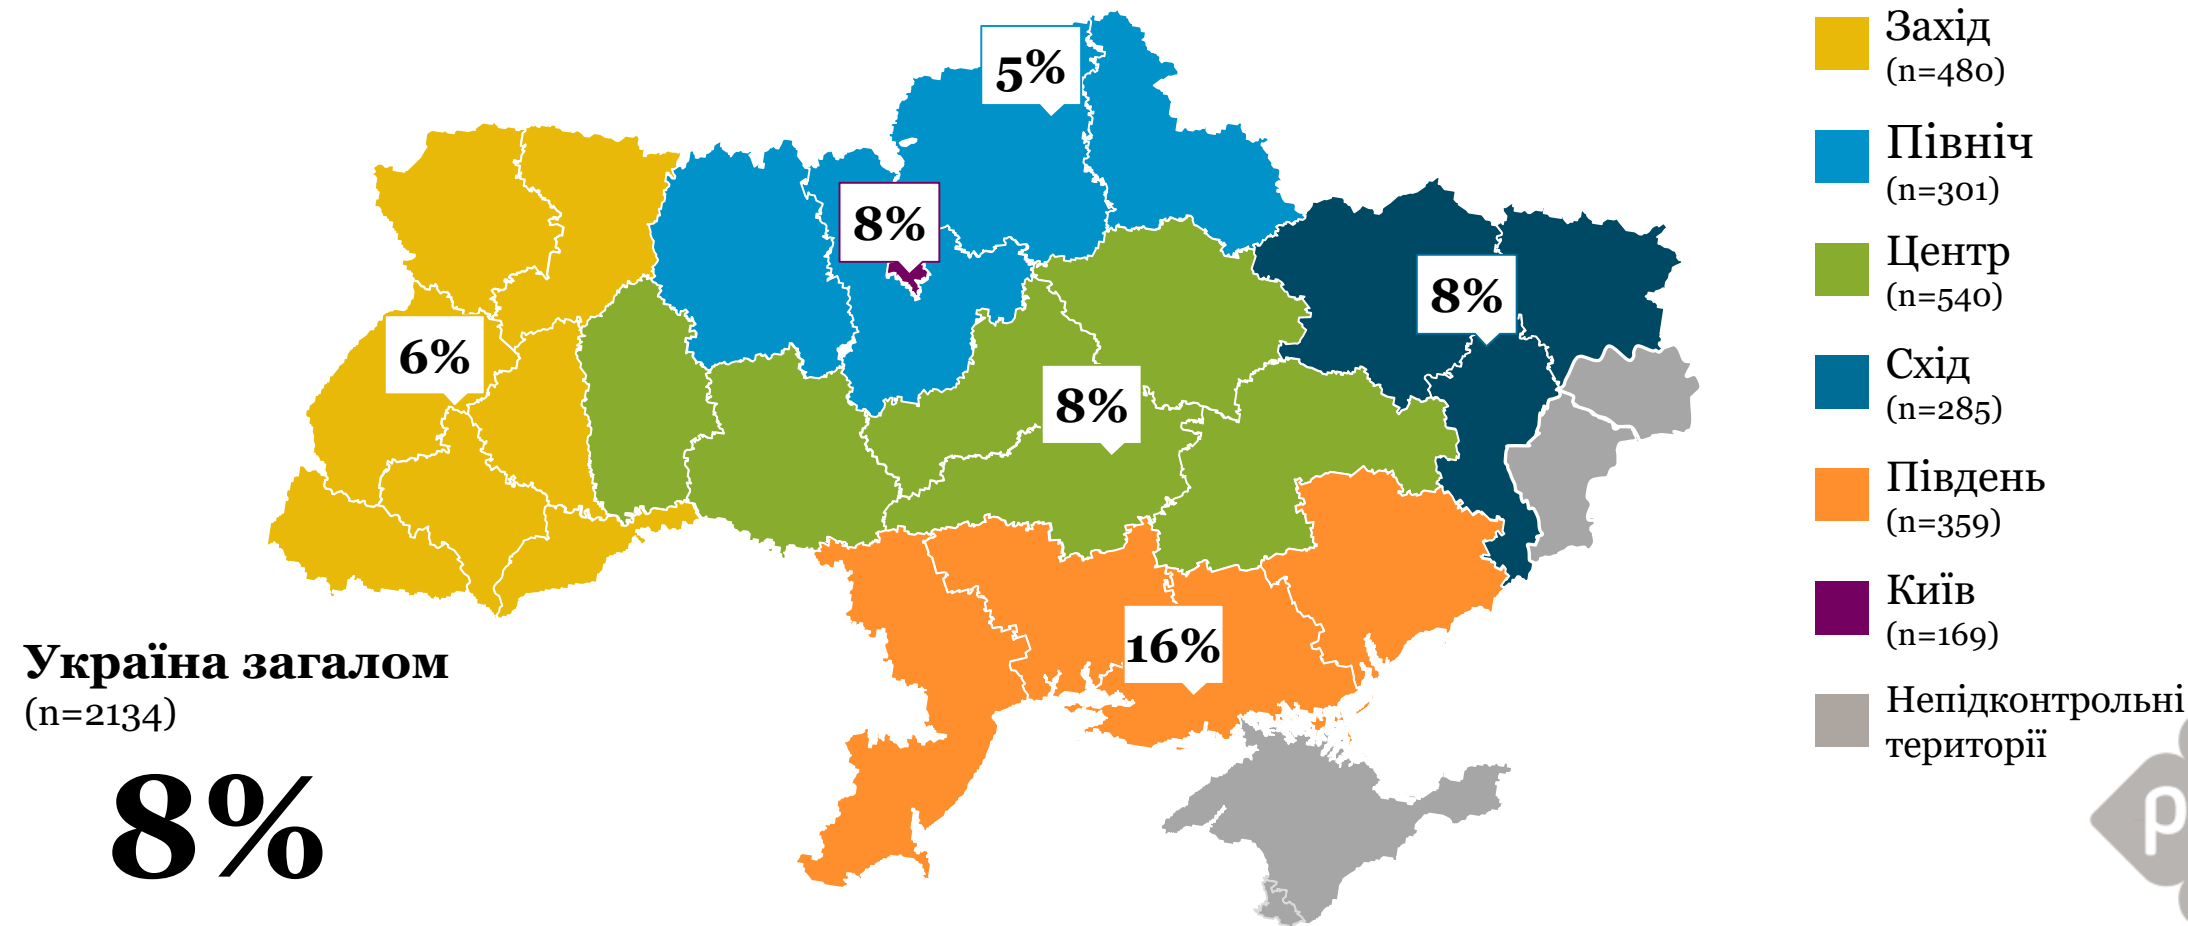 5%
8%
8%
6%
8%
16%
Україна загалом
(n=2134)
8%
Захід
(n=480)
Північ
(n=301)
Центр
(n=540)
Схід
(n=285)
Південь
(n=359)
Київ
(n=169)
Непідконтрольні
території
p